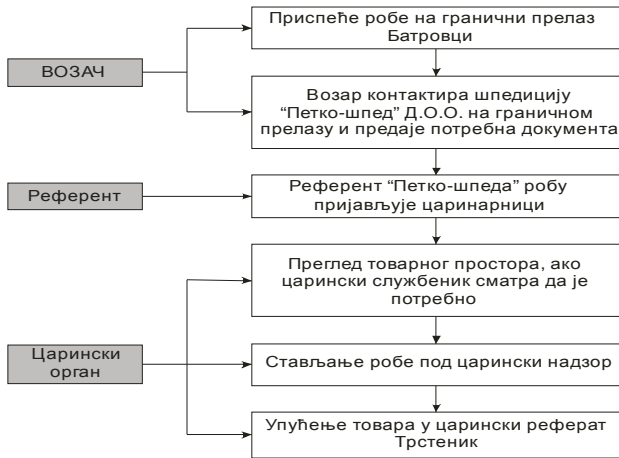 Приспеће робе на гранични прелаз
Батровци
ВОЗАЧ
Возар контактира шпедицију
“Петко-шпед” Д.О.О. на граничном
прелазу и предаје потребна документа
Референт
Референт “Петко-шпеда” робу
пријављује царинарници
Преглед товарног простора, ако
царински службеник сматра да је
потребно
Царински
орган
Стављање робе под царински надзор
Упућење товара у царински реферат
Трстеник